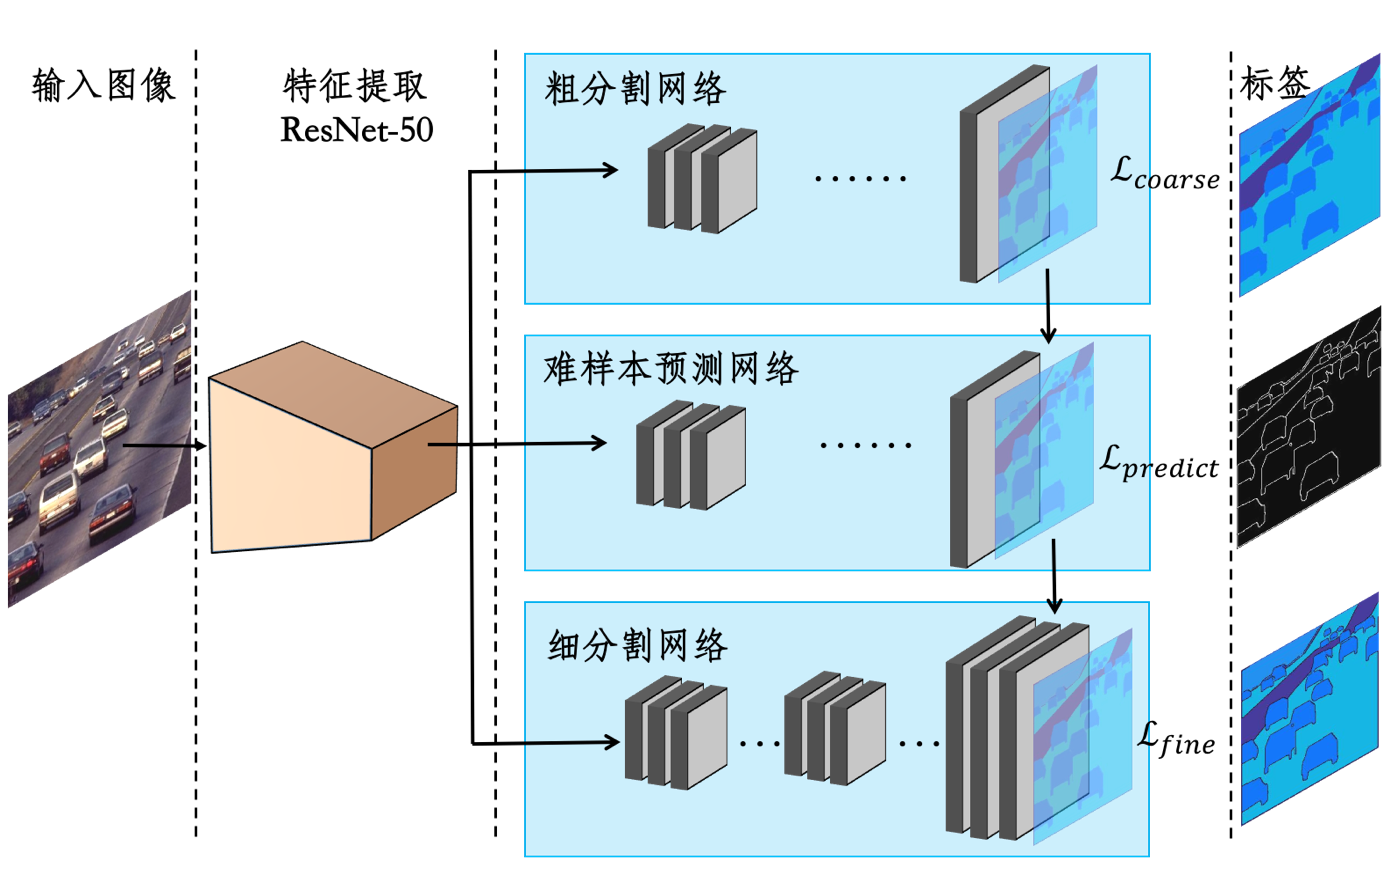 输入图像
特征提取
ResNet-50
粗分割网络
ℒcoarse
标签
难样本预测网络
ℒpredict
细分割网络
ℒfine